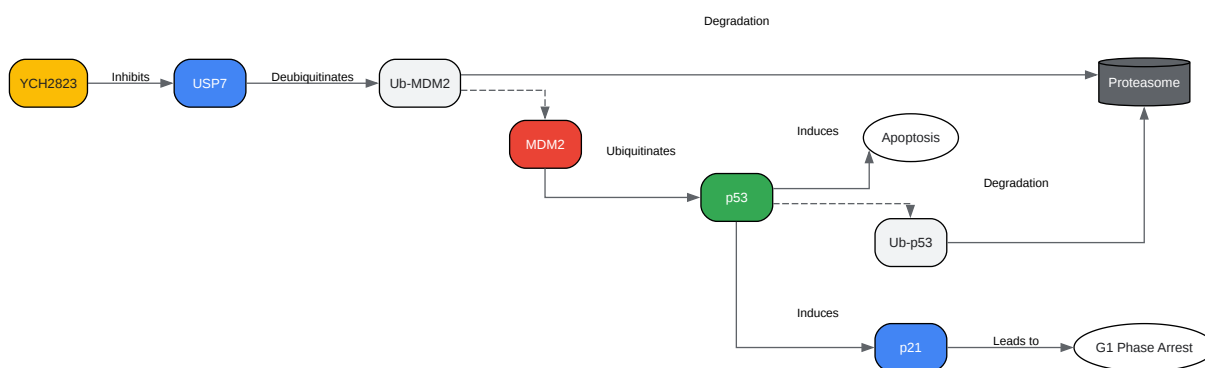 Degradation
YCH2823
Inhibits
USP7
Deubiquitinates
Ub-MDM2
Proteasome
MDM2
Ubiquitinates
Induces
Apoptosis
p53
Degradation
Ub-p53
Induces
p21
Leads to
G1 Phase Arrest